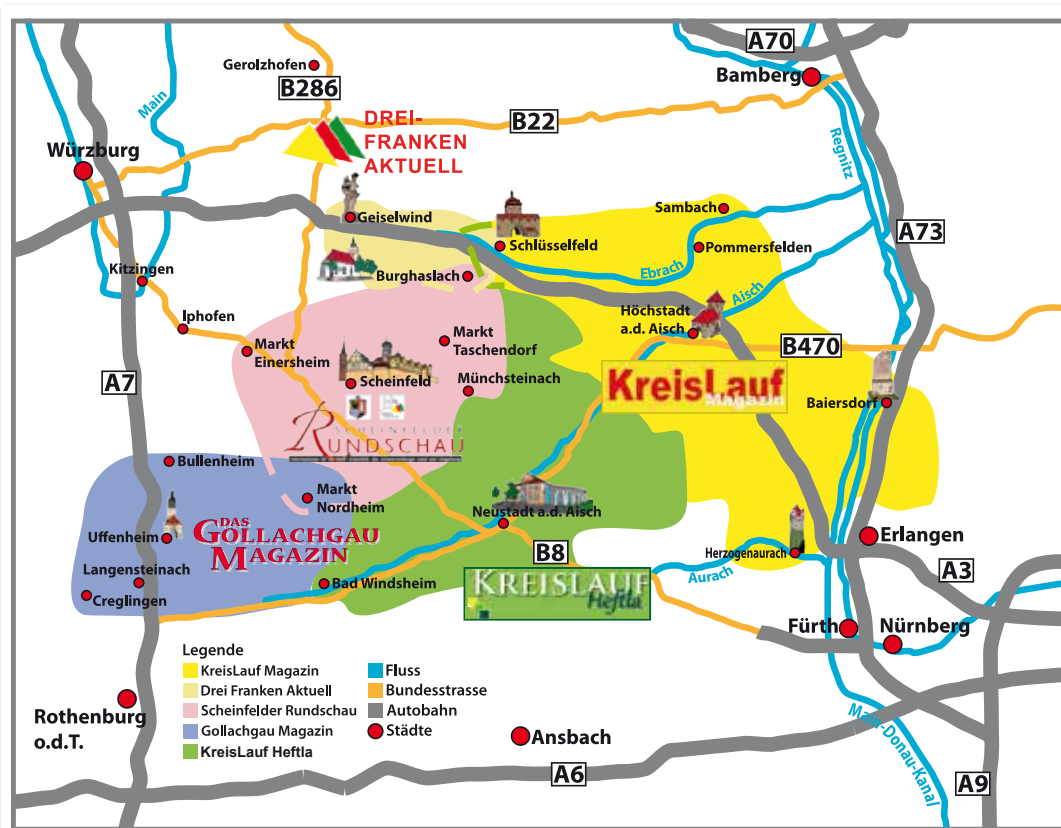 A70
Bamberg
Gerolzhofen
B286
Main
DREI-
FRANKEN
AKTUELL
B22
Regnitz
Würzburg
Geiselwind
Sambach
Schlüsselfeld
Pommersfelden
A73
Kitzingen
Burghaslach
Ebrach
Aisch
Iphofen
Höchstadt
a.d. Aisch
Markt
Einersheim
Markt
Taschendorf
B470
A7
Scheinfeld
Münchsteinach
KreisLauf
Magazin
Baiersdorf
SCHEINFELDER
RUNDSCHAU
Bullenheim
Markt
Nordheim
Neustadt a.d. Aisch
Uffenheim
DAS
GOLLACHGAU
MAGAZIN
Erlangen
B8
Herzogenaurach
Langensteinach
Bad Windsheim
KREISLAUF
Heftla
Aurach
A3
Creglingen
Fürth
Nürnberg
Legende
KreisLauf Magazin
Drei Franken Aktuell
Scheinfelder Rundschau
Gollachgau Magazin
KreisLauf Heftla
Fluss
Bundesstrasse
Autobahn
Städte
Rothenburg
o.d.T.
Ansbach
Main-Donau-Kanal
A6
A9